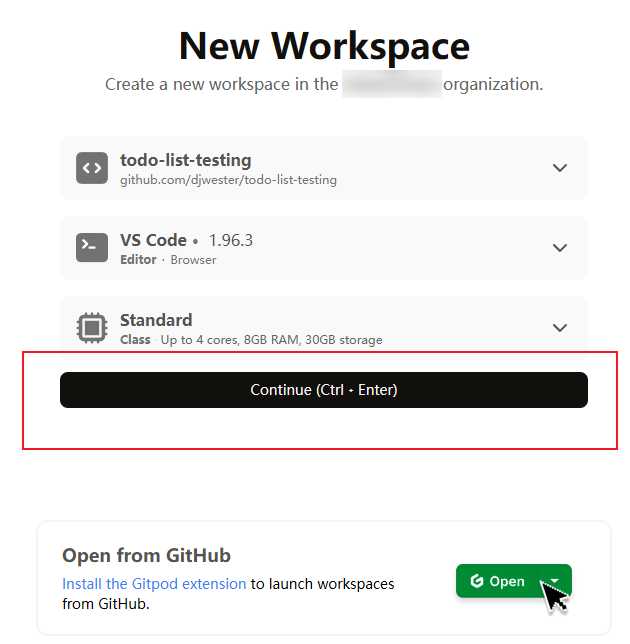 New Workspace
Create a new workspace in the organization.
todo-list-testing
github.com/djwester/todo-list-testing
VS Code • 1.96.3
Editor · Browser
Standard
Class · Up to 4 cores, 8GB RAM, 30GB storage
Continue (Ctrl + Enter)
Open from GitHub
Install the Gitpod extension to launch workspaces
from GitHub.
Open